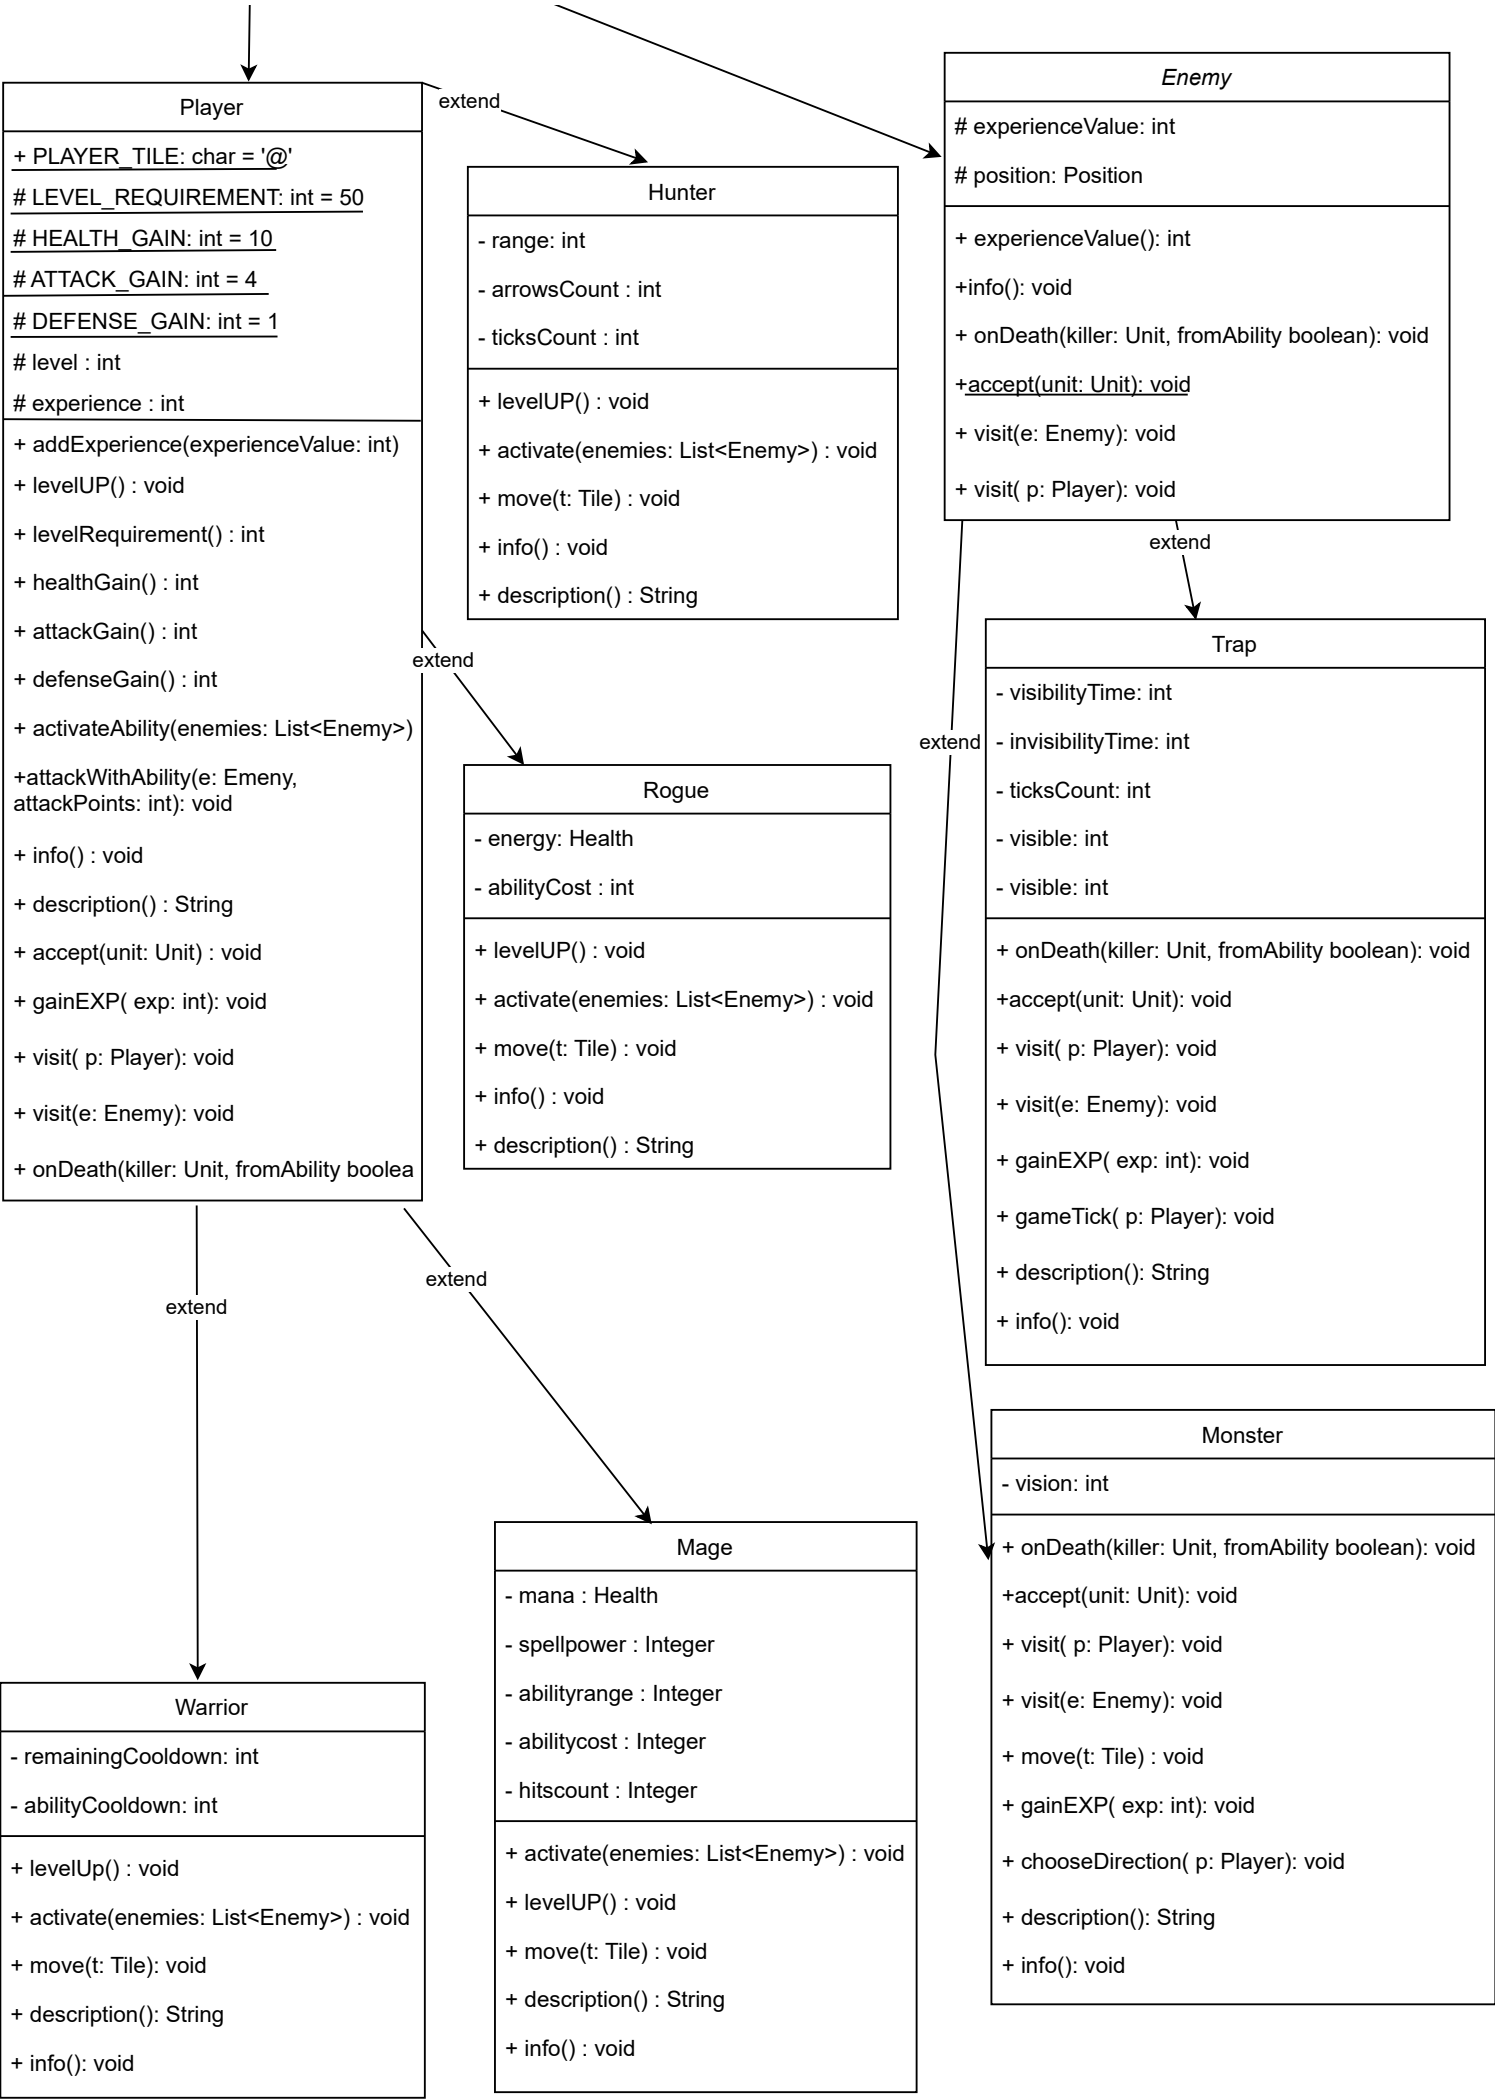 Player
+ PLAYER_TILE: char = '@'
# LEVEL_REQUIREMENT: int = 50
# HEALTH_GAIN: int = 10
# ATTACK_GAIN: int = 4
# DEFENSE_GAIN: int = 1
# level : int
# experience : int
+ addExperience(experienceValue: int)
+ levelUP() : void
+ levelRequirement() : int
+ healthGain() : int
+ attackGain() : int
+ defenseGain() : int
+ activateAbility(enemies: List<Enemy>)
+attackWithAbility(e: Emeny,
attackPoints: int): void
+ info() : void
+ description() : String
+ accept(unit: Unit) : void
+ gainEXP( exp: int): void
+ visit( p: Player): void
+ visit(e: Enemy): void
+ onDeath(killer: Unit, fromAbility boolea
extend
Hunter
- range: int
- arrowsCount : int
- ticksCount : int
+ levelUP() : void
+ activate(enemies: List<Enemy>) : void
+ move(t: Tile) : void
+ info() : void
+ description() : String
extend
Rogue
- energy: Health
- abilityCost : int
+ levelUP() : void
+ activate(enemies: List<Enemy>) : void
+ move(t: Tile) : void
+ info() : void
+ description() : String
Enemy
# experienceValue: int
# position: Position
+ experienceValue(): int
+info(): void
+ onDeath(killer: Unit, fromAbility boolean): void
+accept(unit: Unit): void
+ visit(e: Enemy): void
+ visit( p: Player): void
extend
extend
Trap
- visibilityTime: int
- invisibilityTime: int
- ticksCount: int
- visible: int
- visible: int
+ onDeath(killer: Unit, fromAbility boolean): void
+accept(unit: Unit): void
+ visit( p: Player): void
+ visit(e: Enemy): void
+ gainEXP( exp: int): void
+ gameTick( p: Player): void
+ description(): String
+ info(): void
extend
extend
Warrior
- remainingCooldown: int
- abilityCooldown: int
+ levelUp() : void
+ activate(enemies: List<Enemy>) : void
+ move(t: Tile): void
+ description(): String
+ info(): void
Mage
- mana : Health
- spellpower : Integer
- abilityrange : Integer
- abilitycost : Integer
- hitscount : Integer
+ activate(enemies: List<Enemy>) : void
+ levelUP() : void
+ move(t: Tile) : void
+ description() : String
+ info() : void
Monster
- vision: int
+ onDeath(killer: Unit, fromAbility boolean): void
+accept(unit: Unit): void
+ visit( p: Player): void
+ visit(e: Enemy): void
+ move(t: Tile) : void
+ gainEXP( exp: int): void
+ chooseDirection( p: Player): void
+ description(): String
+ info(): void